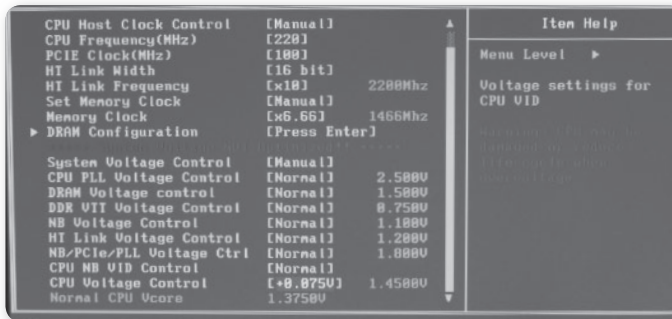 CPU Host Clock Control [Manual]
CPU Frequency(MHz) [220]
PCIE Clock(MHz) [100]
HT Link Width [16 bit]
HT Link Frequency [x10] 2200Mhz
Set Memory Clock [Manual]
Memory Clock [x6.66] 1466Mhz
▶ DRAM Configuration [Press Enter]
System Voltage Control [Manual]
CPU PLL Voltage Control [Normal] 2.500V
DRAM Voltage control [Normal] 1.500V
DDR VTT Voltage Control [Normal] 0.750V
NB Voltage Control [Normal] 1.100V
HT Link Voltage Control [Normal] 1.200V
NB/PCIe/PLL Voltage Ctrl [Normal] 1.800V
CPU NB VID Control [Normal]
CPU Voltage Control [+0.075V] 1.4500V
Normal CPU Vcore 1.3750V
Item Help
Menu Level ▶
Voltage settings for
CPU VID